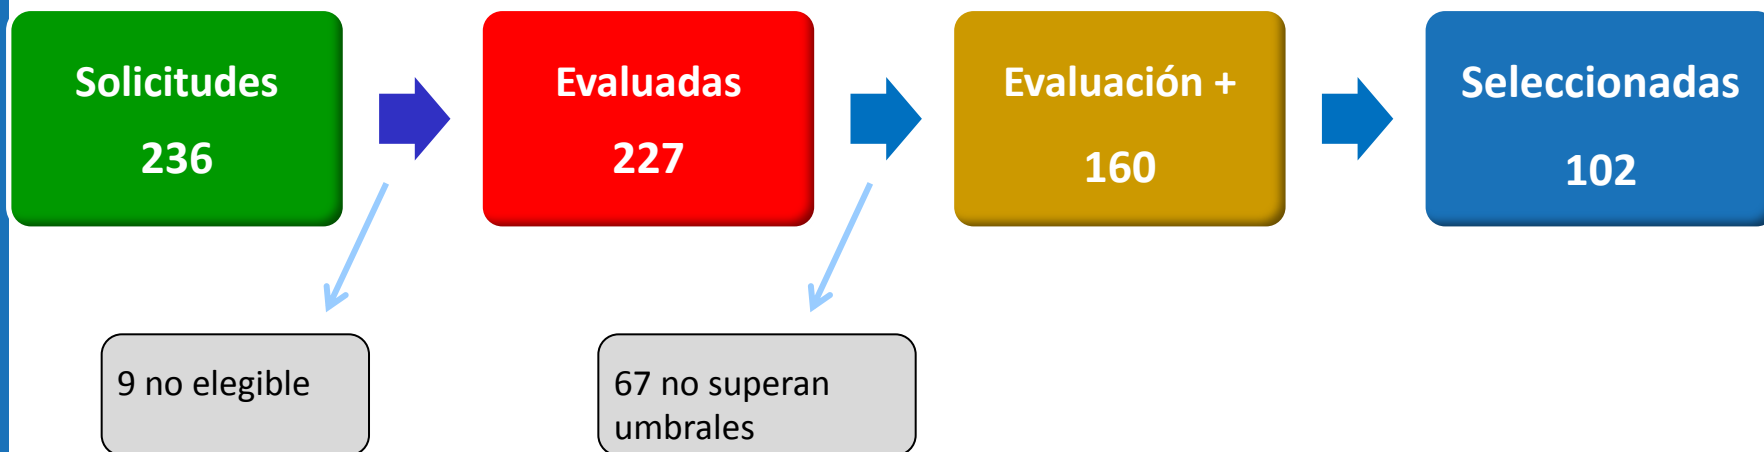 Solicitudes
236
Evaluadas
227
Evaluación +
160
Seleccionadas
102
9 no elegible
67 no superan
umbrales